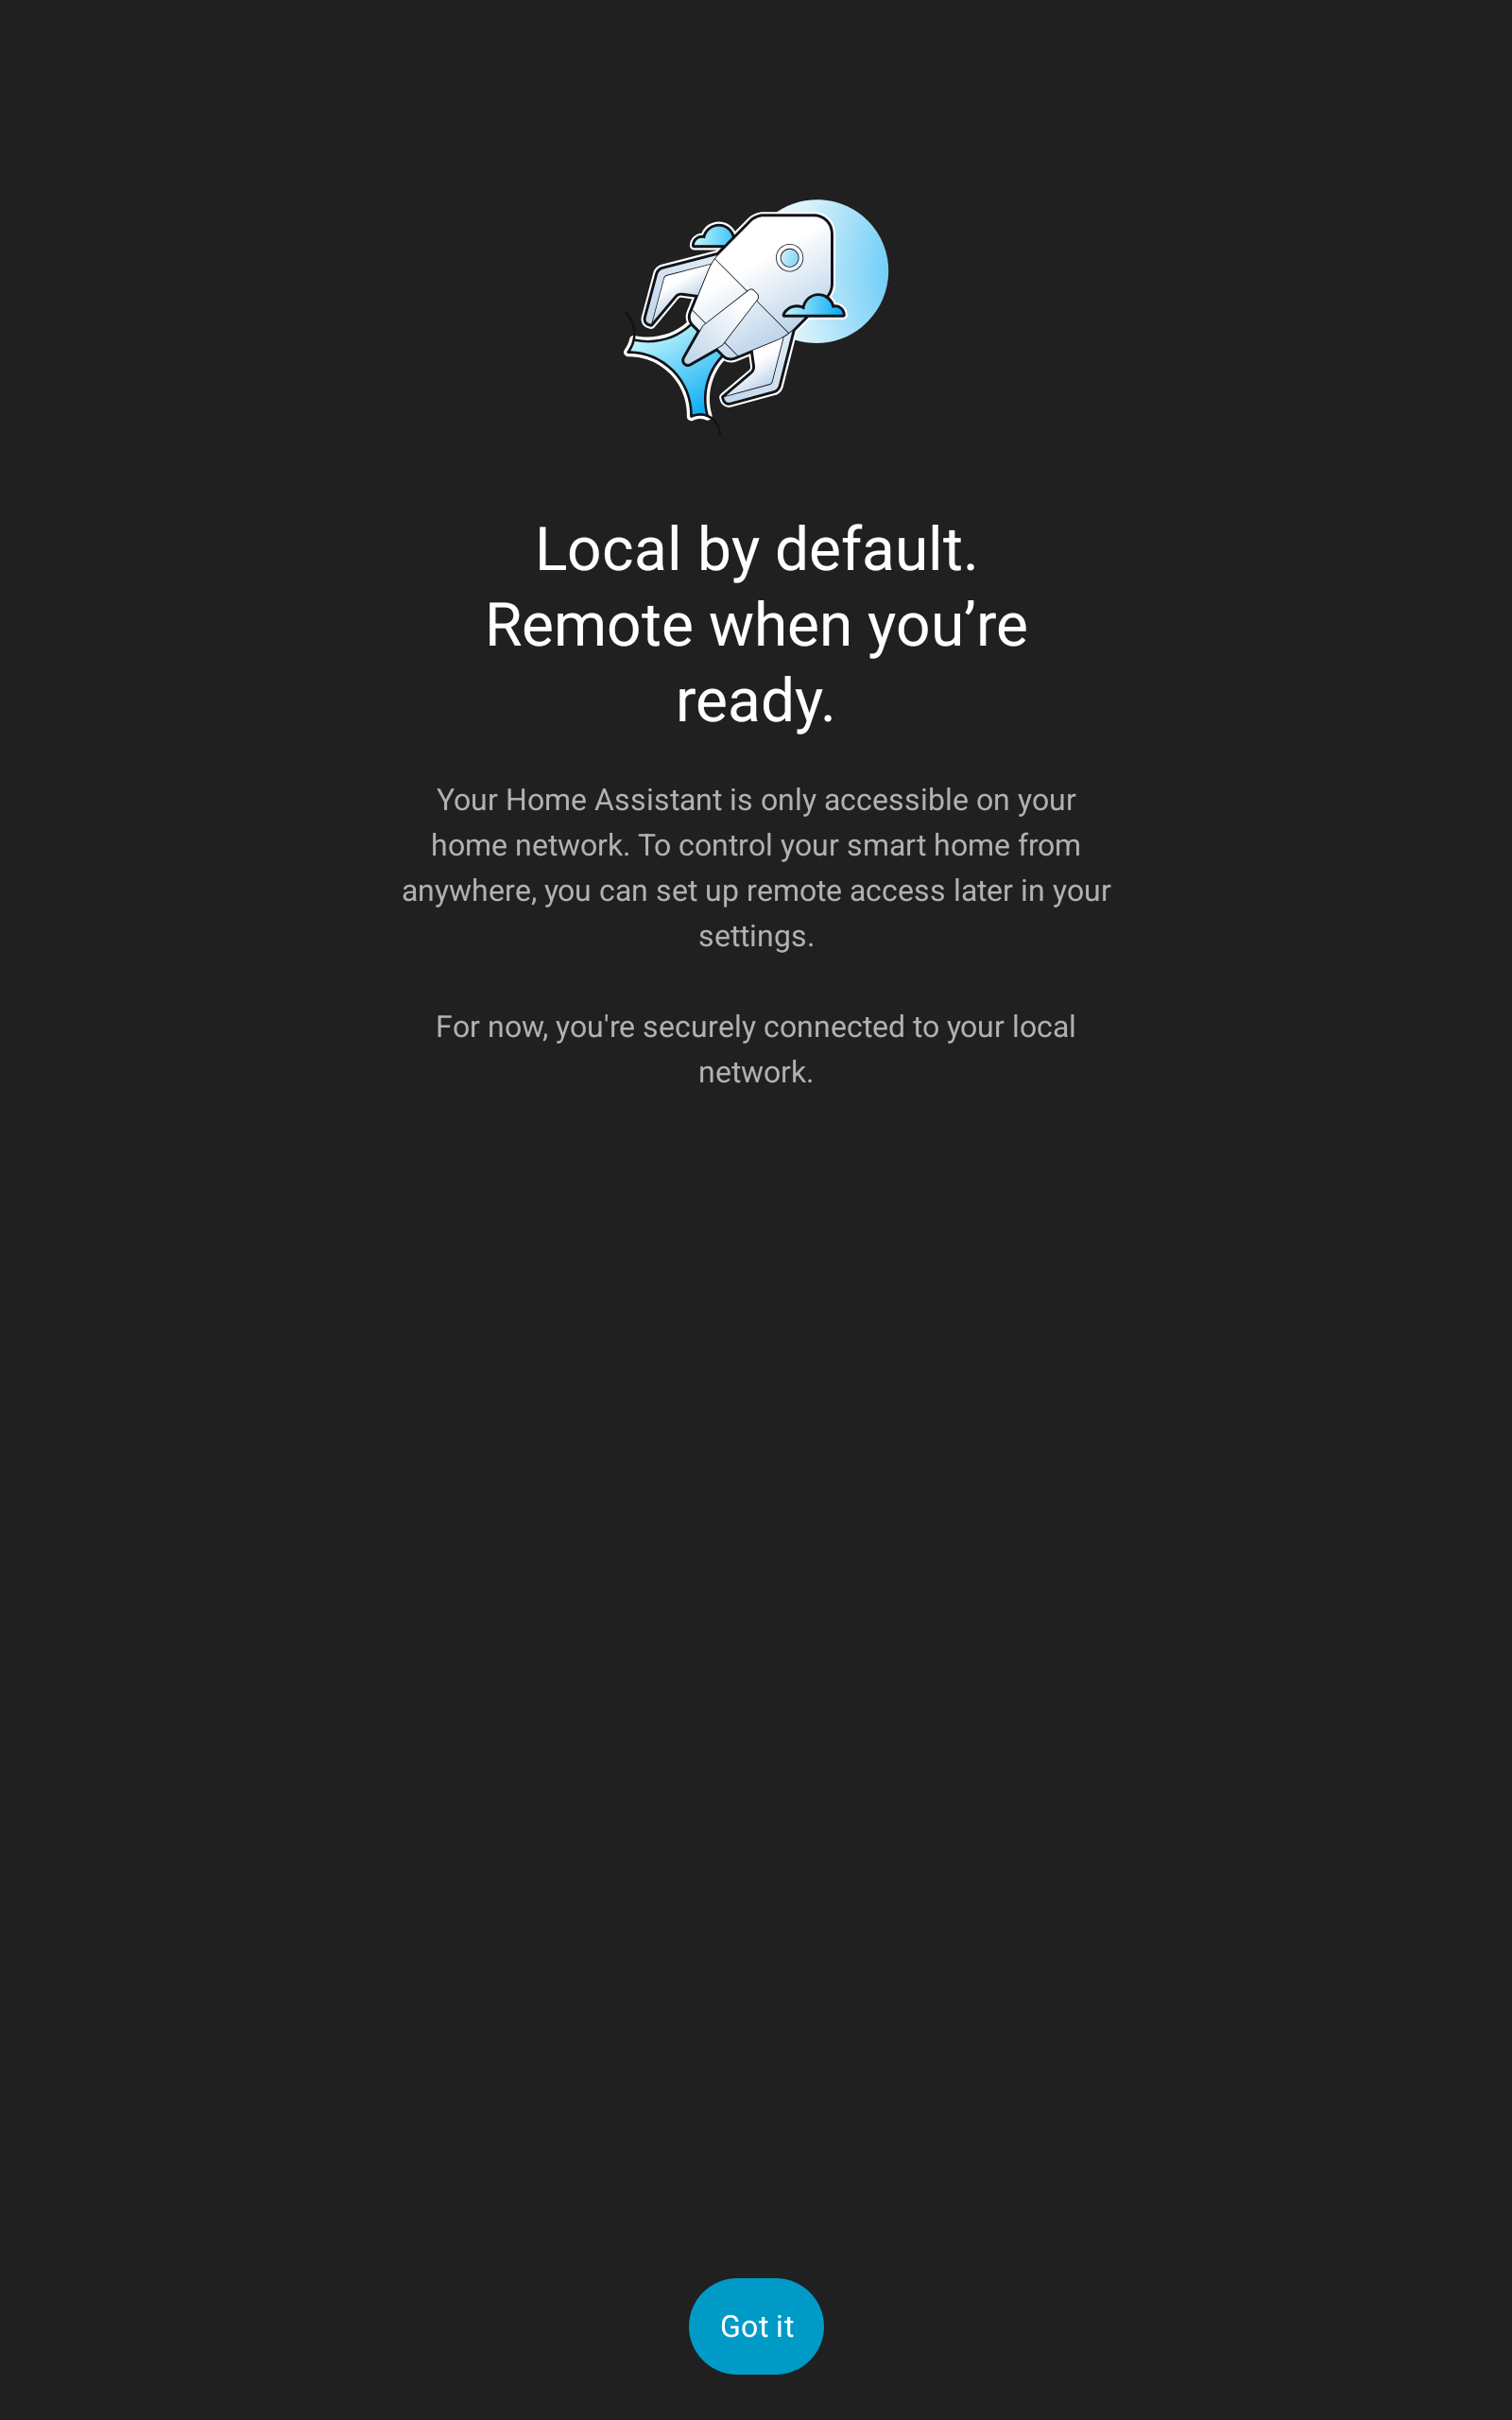 Local by default.
Remote when you’re
ready.
Your Home Assistant is only accessible on your
home network. To control your smart home from
anywhere, you can set up remote access later in your
settings.
For now, you're securely connected to your local
network.
Got it